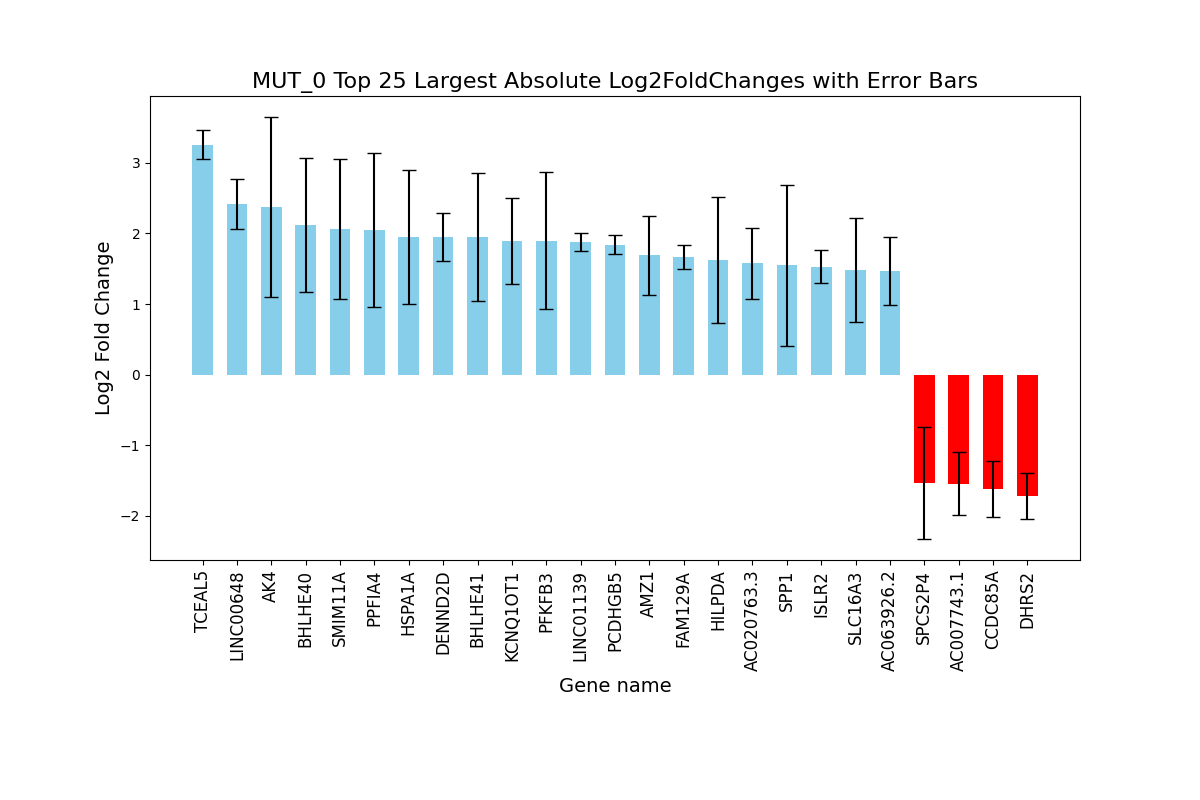 MUT_0 Top 25 Largest Absolute Log2FoldChanges with Error Bars
Log2 Fold Change
3
2
1
0
−1
−2
TCEAL5
LINC00648
AK4
BHLHE40
SMIM11A
PPFIA4
HSPA1A
DENND2D
BHLHE41
KCNQ1OT1
PFKFB3
LINC01139
PCDHGB5
AMZ1
FAM129A
HILPDA
AC020763.3
SPP1
ISLR2
SLC16A3
AC063926.2
SPCS2P4
AC007743.1
CCDC85A
DHRS2
Gene name